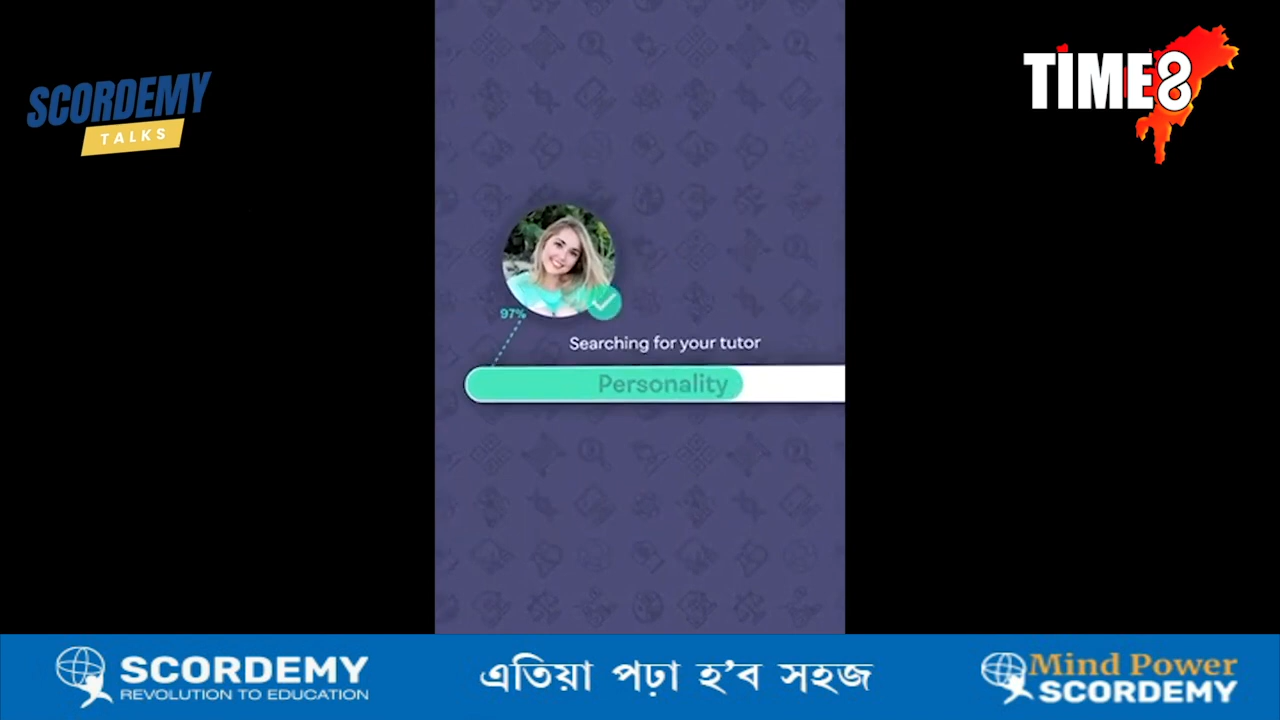 SCORDEMY
TALKS
TIME8
97%
Searching for your tutor
Personality
SCORDEMY
REVOLUTION TO EDUCATION
এতিয়া পঢ়া হ'ব সহজ
Mind Power
SCORDEMY